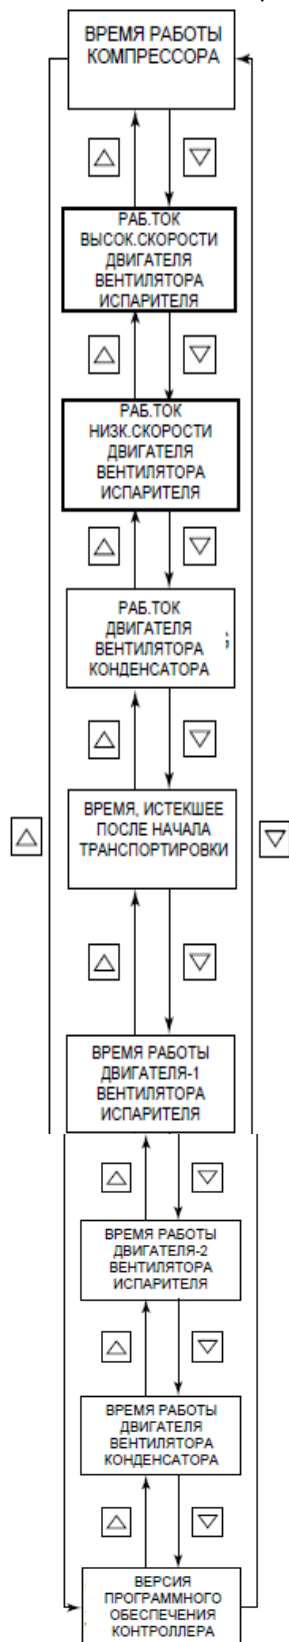 ВРЕМЯ РАБОТЫ
КОМПРЕССОРА
РАБ.ТОК
ВЫСОК.СКОРОСТИ
ДВИГАТЕЛЯ
ВЕНТИЛЯТОРА
ИСПАРИТЕЛЯ
РАБ.ТОК
НИЗК.СКОРОСТИ
ДВИГАТЕЛЯ
ВЕНТИЛЯТОРА
ИСПАРИТЕЛЯ
РАБ.ТОК
ДВИГАТЕЛЯ
ВЕНТИЛЯТОРА
КОНДЕНСАТОРА
ВРЕМЯ, ИСТЕКШЕЕ
ПОСЛЕ НАЧАЛА
ТРАНСПОРТИРОВКИ
ВРЕМЯ РАБОТЫ
ДВИГАТЕЛЯ-1
ВЕНТИЛЯТОРА
ИСПАРИТЕЛЯ
ВРЕМЯ РАБОТЫ
ДВИГАТЕЛЯ-2
ВЕНТИЛЯТОРА
ИСПАРИТЕЛЯ
ВРЕМЯ РАБОТЫ
ДВИГАТЕЛЯ
ВЕНТИЛЯТОРА
КОНДЕНСАТОРА
ВЕРСИЯ
ПРОГРАММНОГО
ОБЕСПЕЧЕНИЯ
КОНТРОЛЛЕРА